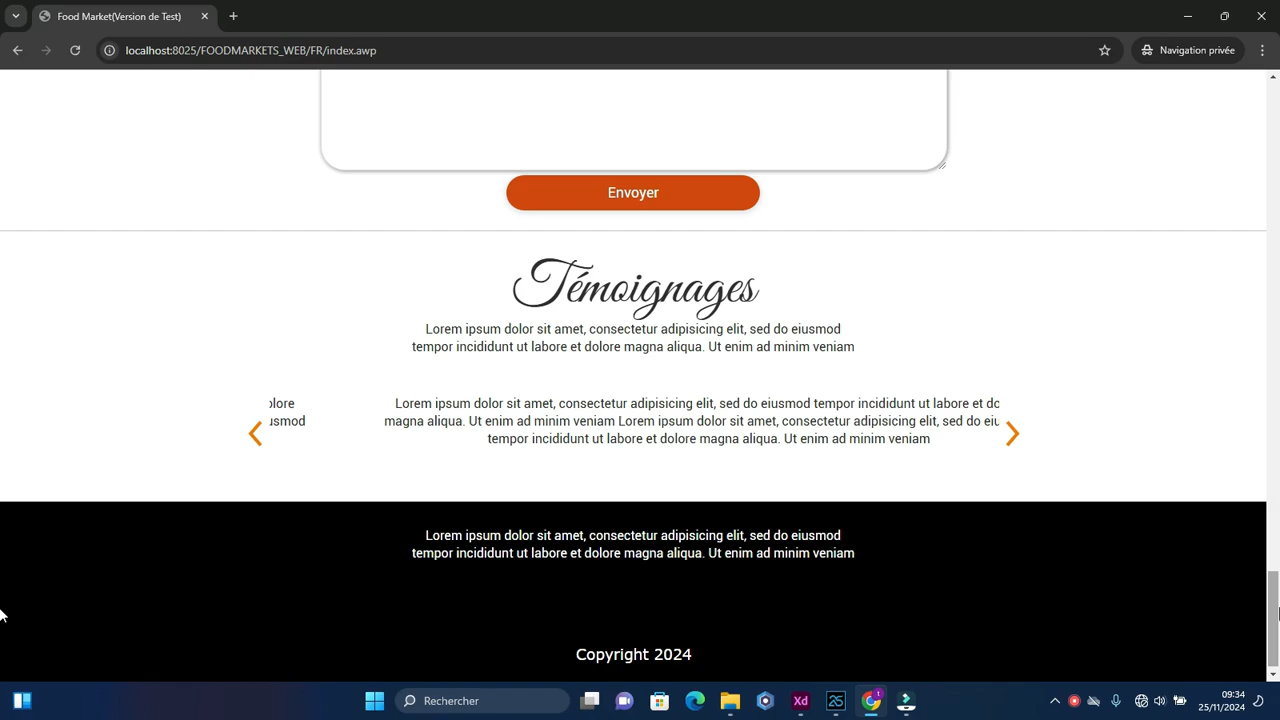 Food Market(Version de Test)
localhost:8025/FOODMARKETS_WEB/FR/index.awp
Navigation privée
Envoyer
Témoignages
Lorem ipsum dolor sit amet, consectetur adipisicing elit, sed do eiusmod
tempor incididunt ut labore et dolore magna aliqua. Ut enim ad minim veniam
olore
usmod
Lorem ipsum dolor sit amet, consectetur adipisicing elit, sed do eiusmod tempor incididunt ut labore et do
magna aliqua. Ut enim ad minim veniam Lorem ipsum dolor sit amet, consectetur adipisicing elit, sed do eiu
tempor incididunt ut labore et dolore magna aliqua. Ut enim ad minim veniam
Lorem ipsum dolor sit amet, consectetur adipisicing elit, sed do eiusmod
tempor incididunt ut labore et dolore magna aliqua. Ut enim ad minim veniam
Copyright 2024
Rechercher
Xd
25
1
09:34
25/11/2024